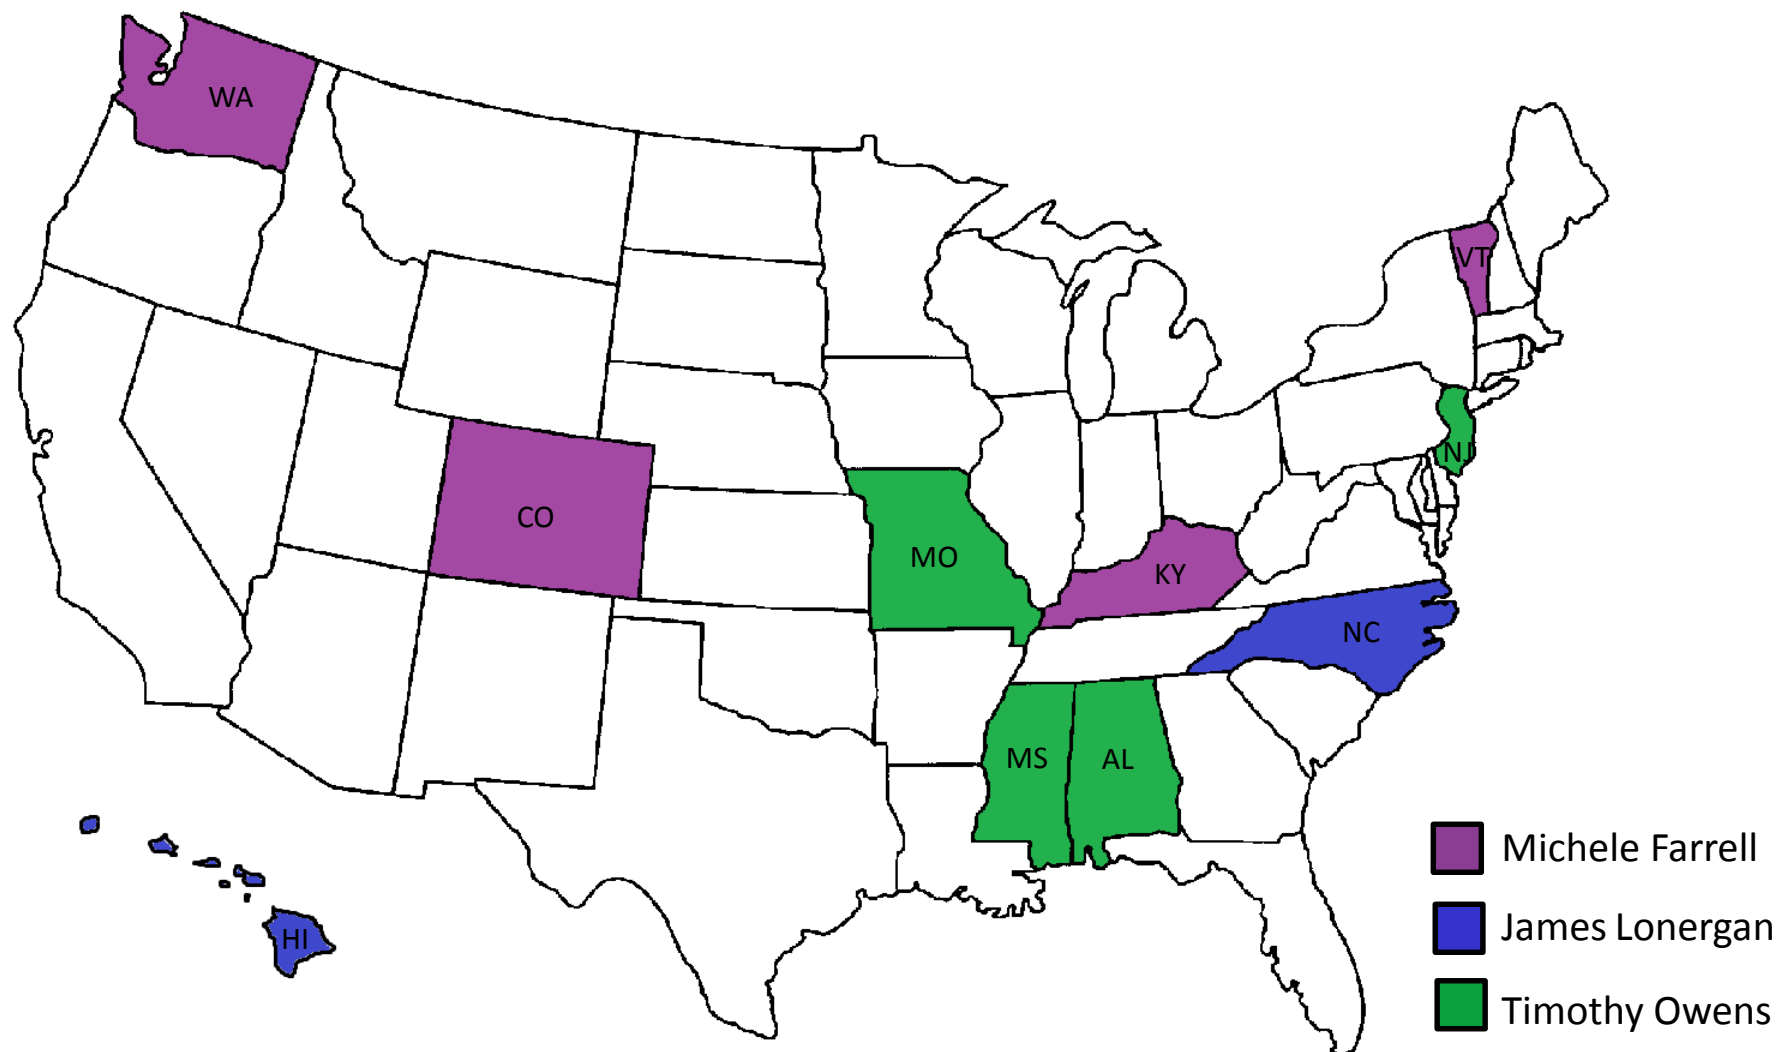 WA
VT
NJ
CO
MO
KY
NC
MS
AL
HI
Michele Farrell
James Lonergan
Timothy Owens